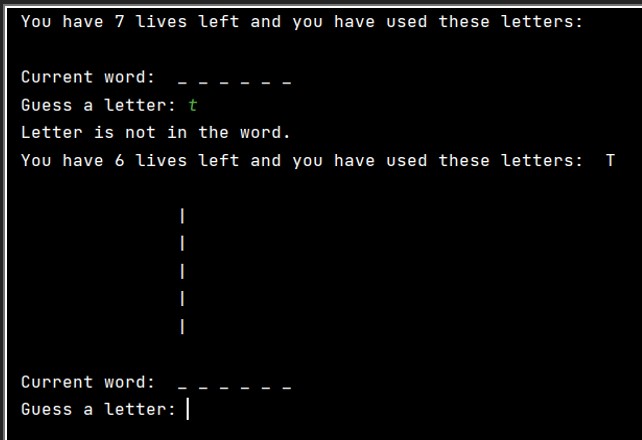 You have 7 lives left and you have used these letters:
Current word:  _ _ _ _ _ _
Guess a letter: t
Letter is not in the word.
You have 6 lives left and you have used these letters:  T
|
|
|
|
|
Current word:  _ _ _ _ _ _
Guess a letter: